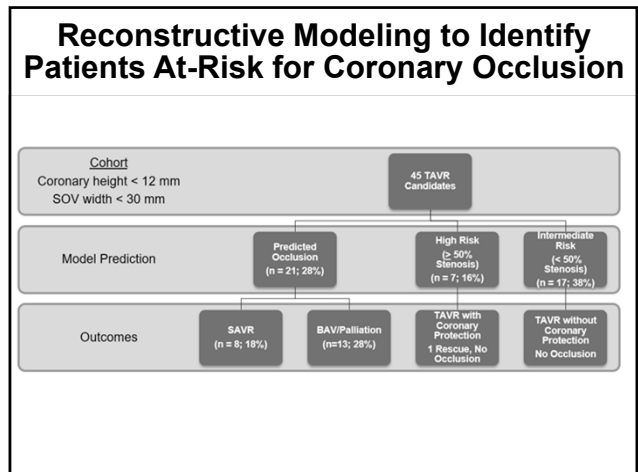 Reconstructive Modeling to Identify
Patients At-Risk for Coronary Occlusion
Cohort
Coronary height < 12 mm
SOV width < 30 mm
45 TAVR
Candidates
Model Prediction
Predicted
Occlusion
(n = 21; 28%)
High Risk
(≥ 50%
Stenosis)
n = 7; 16%)
Intermediate
Risk
(< 50%
Stenosis)
(n = 17; 38%)
Outcomes
SAVR
(n = 8; 18%)
BAV/Palliation
(n=13; 28%)
TAVR with
Coronary
Protection
1 Rescue, No
Occlusion
TAVR without
Coronary
Protection
No Occlusion